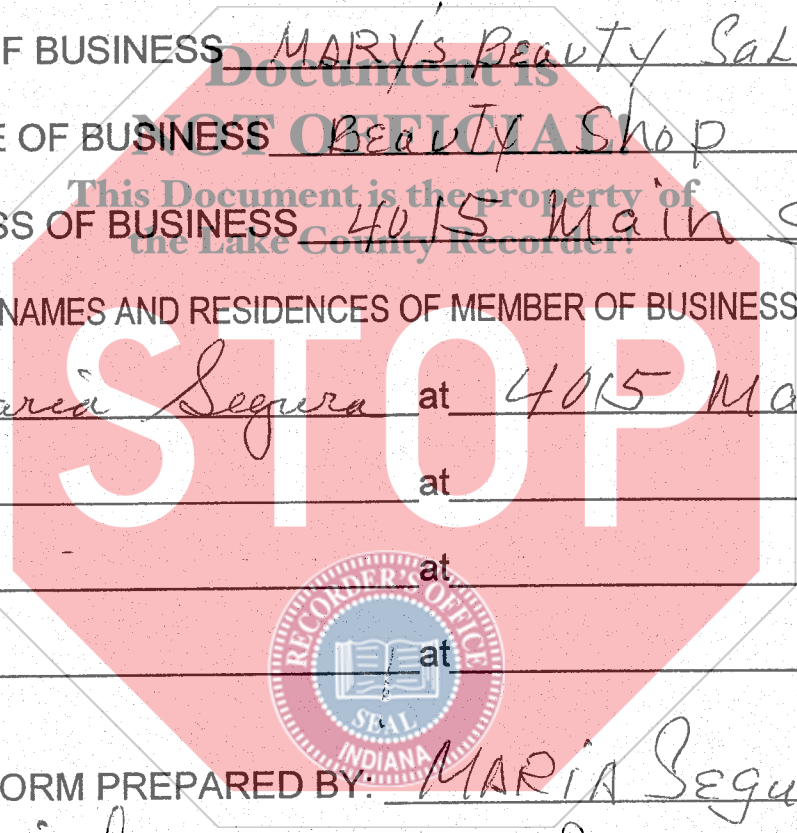 F BUSINESS MARY's Beauty Sal
Document is
E OF BUSINESS Beauty Shop
NOT OFFICIAL!
This Document is the property of
SS OF BUSINESS 4015 Main S
the Lake County Recorder!
NAMES AND RESIDENCES OF MEMBER OF BUSINESS
STOP
aria Segura at 4015 Ma
at
at
at
RECORDER'S OFFICE
SEAL
INDIANA
ORM PREPARED BY: MARiA Segu